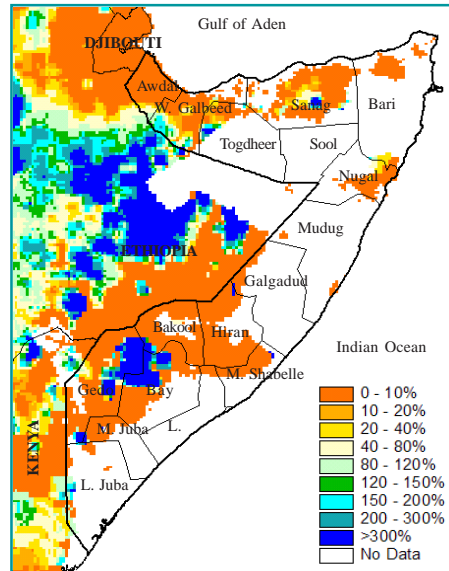 Gulf of Aden
DJIBOUTI
Awdal
W. Galbeed
Sanag
Bari
Togdheer
Sool
Nugal
Mudug
ETHIOPIA
Galgadud
Bakool
Hiran
Indian Ocean
Gedo
Bay
M. Shabelle
M. Juba
L.
KENYA
L. Juba
0 - 10%
10 - 20%
20 - 40%
40 - 80%
80 - 120%
120 - 150%
150 - 200%
200 - 300%
>300%
No Data